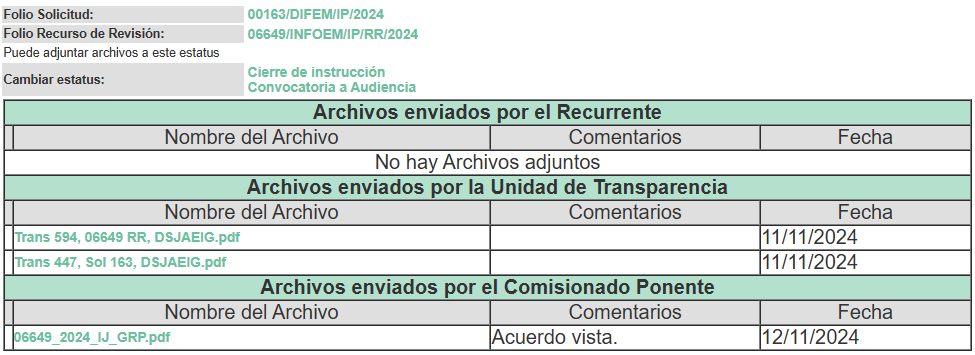 Folio Solicitud: 00163/DIFEM/IP/2024
Folio Recurso de Revisión: 06649/INFOEM/IP/RR/2024
Puede adjuntar archivos a este estatus
Cambiar estatus: Cierre de instrucción
Convocatoria a Audiencia
Archivos enviados por el Recurrente
Nombre del Archivo Comentarios Fecha
No hay Archivos adjuntos
Archivos enviados por la Unidad de Transparencia
Nombre del Archivo Comentarios Fecha
Trans 594, 06649 RR, DSJAEIG.pdf 11/11/2024
Trans 447, Sol 163, DSJAEIG.pdf 11/11/2024
Archivos enviados por el Comisionado Ponente
Nombre del Archivo Comentarios Fecha
06649_2024_IJ_GRP.pdf Acuerdo vista. 12/11/2024